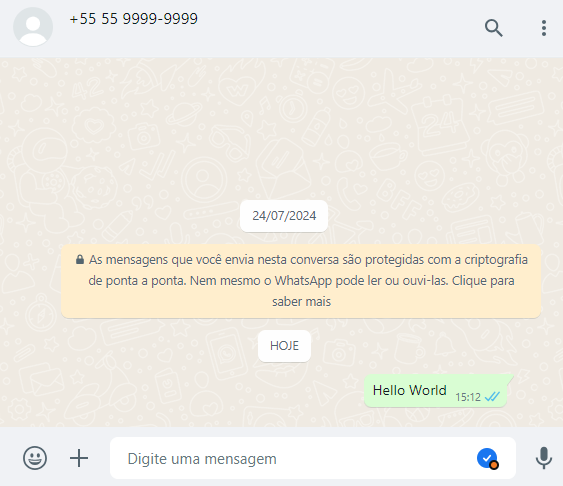 +55 55 9999-9999
24/07/2024
As mensagens que você envia nesta conversa são protegidas com a criptografia
de ponta a ponta. Nem mesmo o WhatsApp pode ler ou ouvi-las. Clique para
saber mais
HOJE
Hello World 15:12
Digite uma mensagem